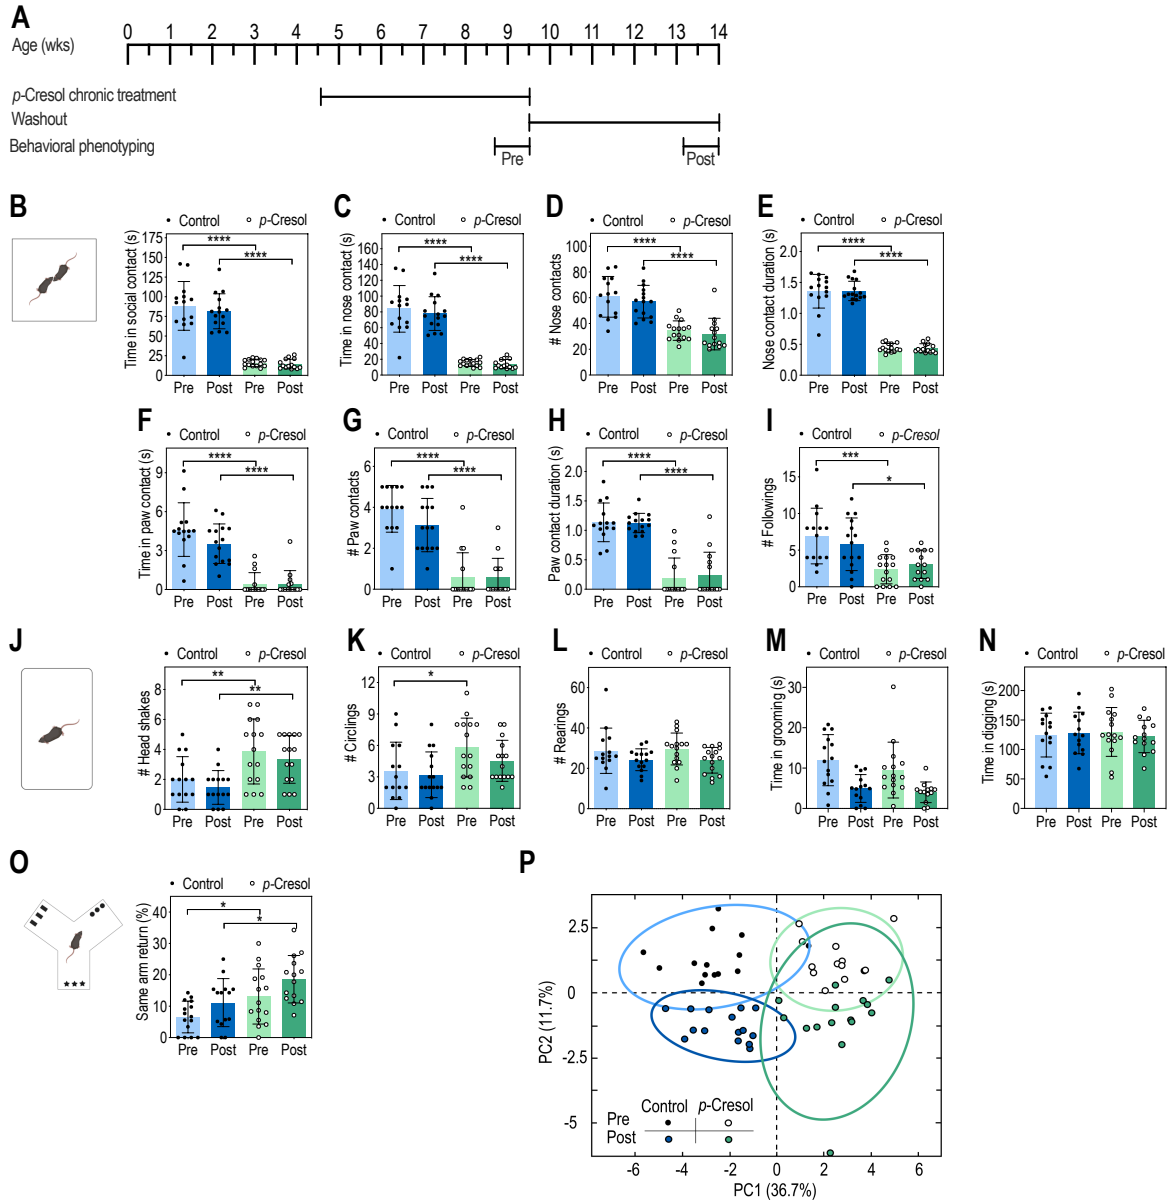 A
Age (wks)
0 1 2 3 4 5 6 7 8 9 10 11 12 13 14
p-Cresol chronic treatment
Washout
Behavioral phenotyping
Pre
Post
B
Control p-Cresol
Time in social contact (s)
175
150
125
100
75
50
25
0
**** ****
Pre Post Pre Post
C
Control p-Cresol
Time in nose contact (s)
160
140
120
100
80
60
40
20
0
**** ****
Pre Post Pre Post
D
Control p-Cresol
# Nose contacts
100
80
60
40
20
0
**** ****
Pre Post Pre Post
E
Control p-Cresol
Nose contact duration (s)
2.0
1.5
1.0
0.5
0.0
**** ****
Pre Post Pre Post
F
Control p-Cresol
Time in paw contact (s)
10
8
6
4
2
0
**** ****
Pre Post Pre Post
G
Control p-Cresol
# Paw contacts
6
4
2
0
**** ****
Pre Post Pre Post
H
Control p-Cresol
Paw contact duration (s)
2.0
1.5
1.0
0.5
0.0
**** ****
Pre Post Pre Post
I
Control p-Cresol
# Followings
15
10
5
0
*** *
Pre Post Pre Post
J
Control p-Cresol
# Head shakes
8
6
4
2
0
** **
Pre Post Pre Post
K
Control p-Cresol
# Circlings
12
9
6
3
0
*
Pre Post Pre Post
L
Control p-Cresol
# Rearings
60
40
20
0
Pre Post Pre Post
M
Control p-Cresol
Time in grooming (s)
30
20
10
0
Pre Post Pre Post
N
Control p-Cresol
Time in digging (s)
200
150
100
50
0
Pre Post Pre Post
O
Control p-Cresol
Same arm return (%)
40
30
20
10
0
* *
Pre Post Pre Post
P
PC2 (11.7%)
2.5
0
-2.5
-5
Control p-Cresol
Pre
Post
-6 -4 -2 0 2 4 6
PC1 (36.7%)